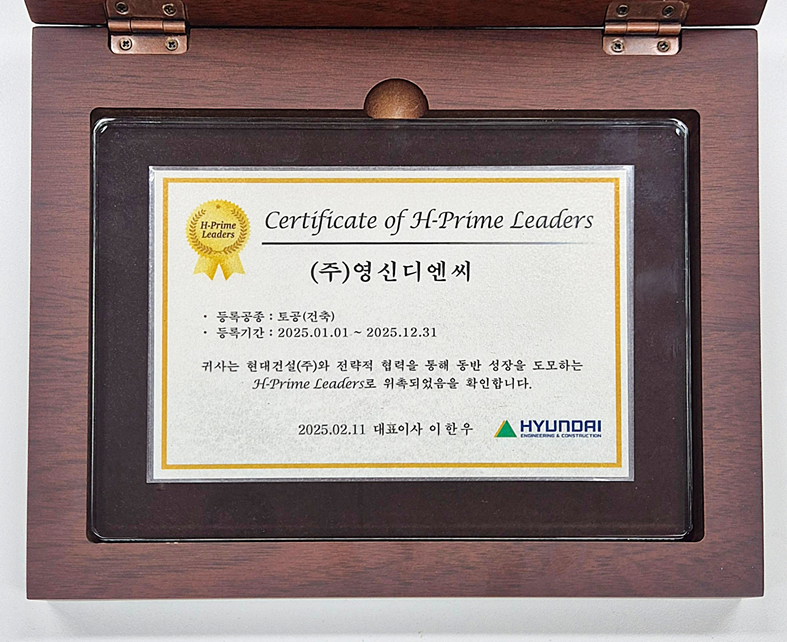 H-Prime
Leaders
Certificate of H-Prime Leaders
(주)영신디엔씨
· 등록공종 : 토공(건축)
· 등록기간 : 2025.01.01 ~ 2025.12.31
귀사는 현대건설(주)와 전략적 협력을 통해 동반 성장을 도모하는
H-Prime Leaders로 위촉되었음을 확인합니다.
2025.02.11 대표이사 이한우
HYUNDAI
ENGINEERING & CONSTRUCTION